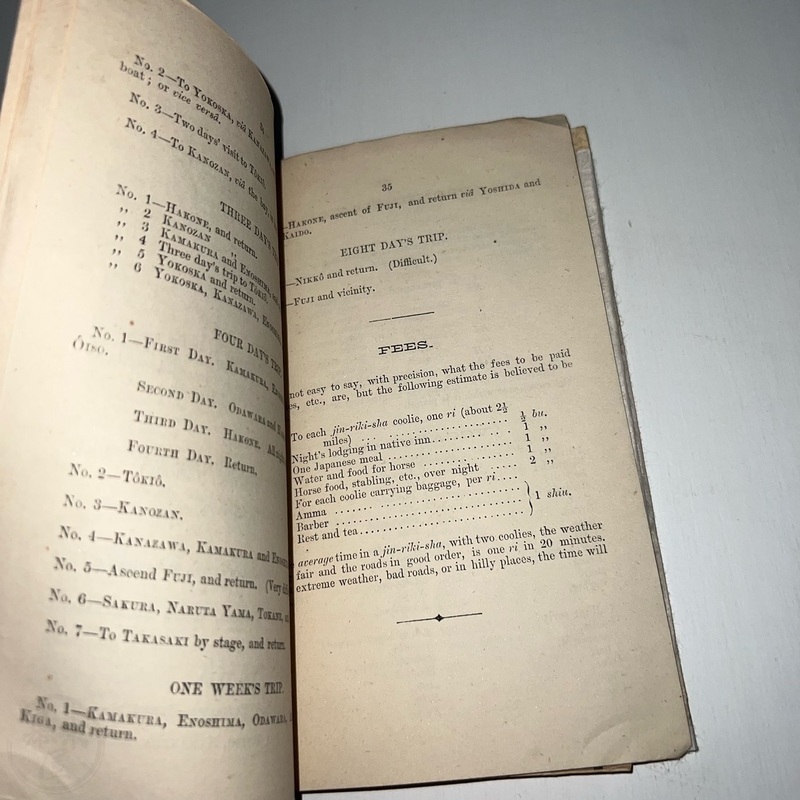 No. 2—To YOKOSKA, viâ
boat; or vice versâ.
No. 3—Two days' visit to Tôkiô.
No. 4—To KANOZAN, viâ the
THREE DAY'S
No. 1—HAKONE, and return.
„ 2 KANOZAN „
„ 3 KAMAKURA and ENOSHIMA
„ 4 Three day's trip to Tôkiô.
„ 5 YOKOSKA and return.
„ 6 YOKOSKA, KANAZAWA,
FOUR DAY'S
No. 1—FIRST DAY. KAMAKURA,
ÔISO.
SECOND DAY. ODAWARA and
THIRD DAY. HAKONE.
FOURTH DAY. Return.
No. 2—TÔKIÔ.
No. 3—KANOZAN.
No. 4—KANAZAWA, KAMAKURA and
No. 5—Ascend FUJI, and return. (Very
No. 6—SAKURA, NARUTA YAMA,
No. 7—To TAKASAKI by stage, and return.
ONE WEEK'S TRIP.
No. 1—KAMAKURA, ENOSHIMA, ODAWARA,
KIGA, and return.
35
—HAKONE, ascent of FUJI, and return viâ YOSHIDA and
KAIDO.
EIGHT DAY'S TRIP.
—NIKKÔ and return. (Difficult.)
—FUJI and vicinity.
FEES.
not easy to say, with precision, what the fees to be paid
etc., are, but the following estimate is believed to be
To each jin-riki-sha coolie, one ri (about 2½
miles) ... ½ bu.
Night's lodging in native inn ... 1 „
One Japanese meal ... 1 „
Water and food for horse ... 1 „
Horse food, stabling, etc., over night ... 2 „
For each coolie carrying baggage, per ri ....
Amma ........
Barber ........ 1 shiu.
Rest and tea ........
average time in a jin-riki-sha, with two coolies, the weather
fair and the roads in good order, is one ri in 20 minutes.
extreme weather, bad roads, or in hilly places, the time will